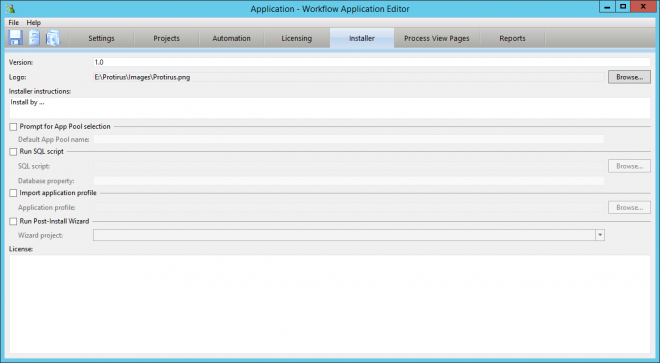 Application - Workflow Application Editor
File Help
Settings Projects Automation Licensing Installer Process View Pages Reports
Version: 1.0
Logo: E:\Protirus\Images\Protirus.png Browse...
Installer instructions:
Install by ...
Prompt for App Pool selection
Default App Pool name:
Run SQL script
SQL script: Browse...
Database property:
Import application profile
Application profile: Browse...
Run Post-Install Wizard
Wizard project:
License: